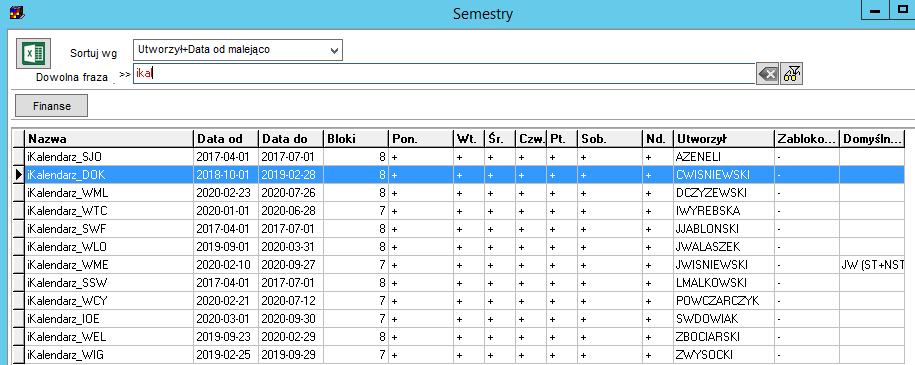 Semestry
Sortuj wg Utworzył+Data od malejąco
Dowolna fraza >> ikal
Finanse
Nazwa Data od Data do Bloki Pon. Wt. Śr. Czw. Pt. Sob. Nd. Utworzył Zabloko... Domyśln...
iKalendarz_SJO 2017-04-01 2017-07-01 8 + + + + + + + AZENELI -
iKalendarz_DOK 2018-10-01 2019-02-28 8 + + + + + + + CWISNIEWSKI -
iKalendarz_WML 2020-02-23 2020-07-26 8 + + + + + + + DCZYZEWSKI -
iKalendarz_WTC 2020-01-01 2020-06-28 7 + + + + + + + IWYREBSKA -
iKalendarz_SWF 2017-04-01 2017-07-01 8 + + + + + + + JJABLONSKI -
iKalendarz_WLO 2019-09-01 2020-03-31 8 + + + + + + + JWALASZEK -
iKalendarz_WME 2020-02-10 2020-09-27 7 + + + + + + + JWISNIEWSKI - JW (ST+NST
iKalendarz_SSW 2017-04-01 2017-07-01 8 + + + + + + + LMALKOWSKI -
iKalendarz_WCY 2020-02-21 2020-07-12 7 + + + + + + + POWCZARCZYK -
iKalendarz_IOE 2020-03-01 2020-09-30 7 + + + + + + + SWDOWIAK -
iKalendarz_WEL 2019-09-23 2020-02-29 8 + + + + + + + ZBOCIARSKI -
iKalendarz_WIG 2019-02-25 2019-09-29 7 + + + + + + + ZWYSOCKI -